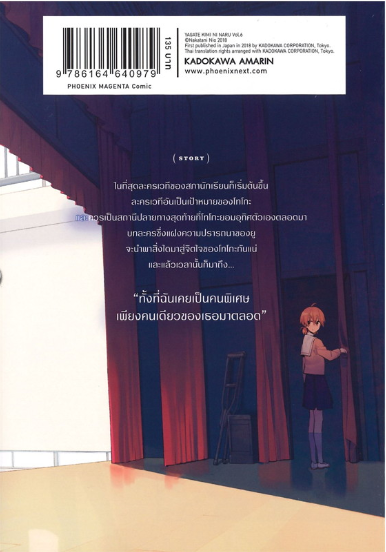 YAGATE KIMI NI NARU Vol.6
©Nakatani Nio 2018
First published in Japan in 2018 by KADOKAWA CORPORATION, Tokyo.
Thai translation rights arranged with KADOKAWA CORPORATION, Tokyo.
KADOKAWA AMARIN
www.phoenixnext.com
135 บาท
9 786164 640979
PHOENIX MAGENTA Comic
( STORY )
ในที่สุดละครเวทีของสภานักเรียนก็เริ่มต้นขึ้น
ละครเวทีอันเป็นเป้าหมายของโทโกะ
และควรเป็นสถานีปลายทางสุดท้ายที่โทโกะยอมอุทิศตัวเองตลอดมา
บทละครซึ่งแฝงความปรารถนาของยู
จะนำพาสิ่งใดมาสู่จิตใจของโทโกะกันแน่
และแล้วเวลานั้นก็มาถึง...
“ทั้งที่ฉันเคยเป็นคนพิเศษ
เพียงคนเดียวของเธอมาตลอด”